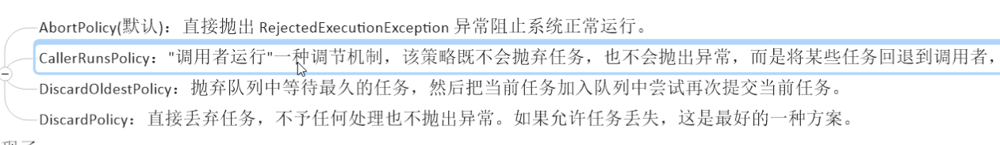 AbortPolicy(默认)：直接抛出 RejectedExecutionException 异常阻止系统正常运行。
CallerRunsPolicy："调用者运行"一种调节机制，该策略既不会抛弃任务，也不会抛出异常，而是将某些任务回退到调用者，
DiscardOldestPolicy：抛弃队列中等待最久的任务，然后把当前任务加入队列中尝试再次提交当前任务。
DiscardPolicy：直接丢弃任务，不予任何处理也不抛出异常。如果允许任务丢失，这是最好的一种方案。